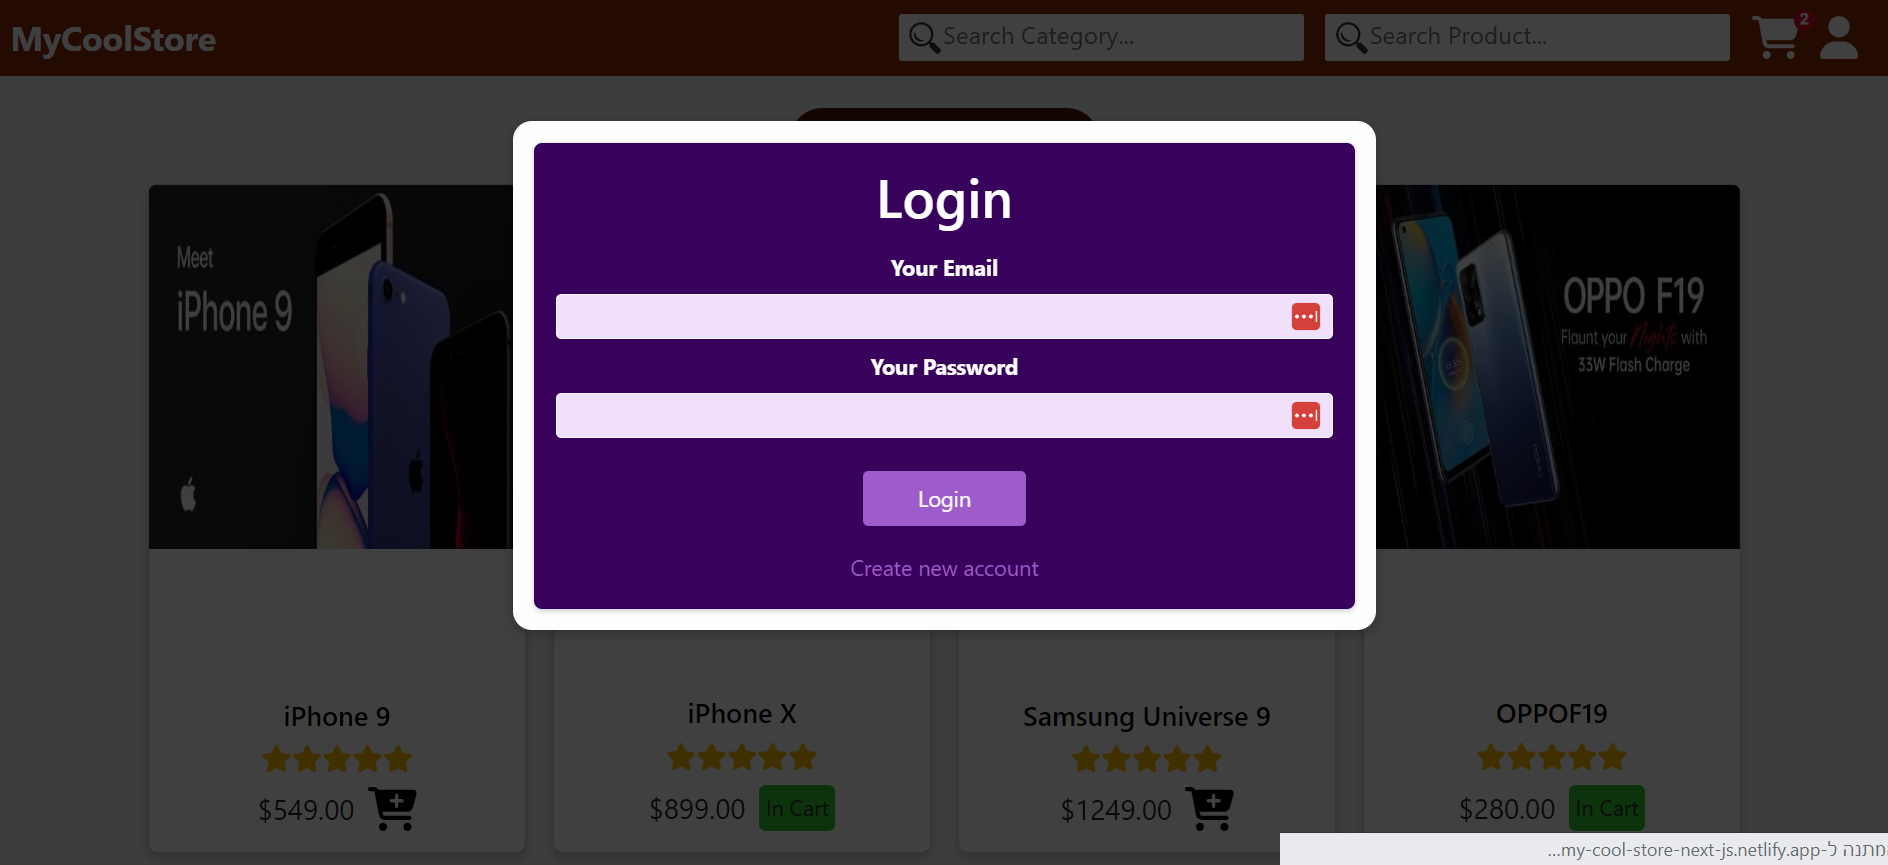 MyCoolStore
Search Category...
Search Product...
2
Login
Your Email
Your Password
Login
Create new account
Meet
iPhone 9
OPPO F19
Flaunt your Nights with
33W Flash Charge
iPhone 9
iPhone X
Samsung Universe 9
OPPOF19
$549.00
$899.00 In Cart
$1249.00
$280.00 In Cart
מתנה ל-my-cool-store-next-js.netlify.app...